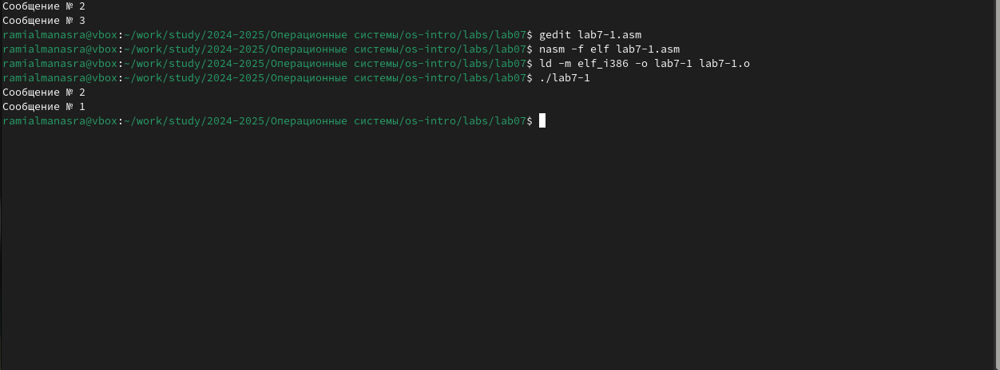 Сообщение № 2
Сообщение № 3
ramialmanasra@vbox:~/work/study/2024-2025/Операционные системы/os-intro/labs/lab07$ gedit lab7-1.asm
ramialmanasra@vbox:~/work/study/2024-2025/Операционные системы/os-intro/labs/lab07$ nasm -f elf lab7-1.asm
ramialmanasra@vbox:~/work/study/2024-2025/Операционные системы/os-intro/labs/lab07$ ld -m elf_i386 -o lab7-1 lab7-1.o
ramialmanasra@vbox:~/work/study/2024-2025/Операционные системы/os-intro/labs/lab07$ ./lab7-1
Сообщение № 2
Сообщение № 1
ramialmanasra@vbox:~/work/study/2024-2025/Операционные системы/os-intro/labs/lab07$